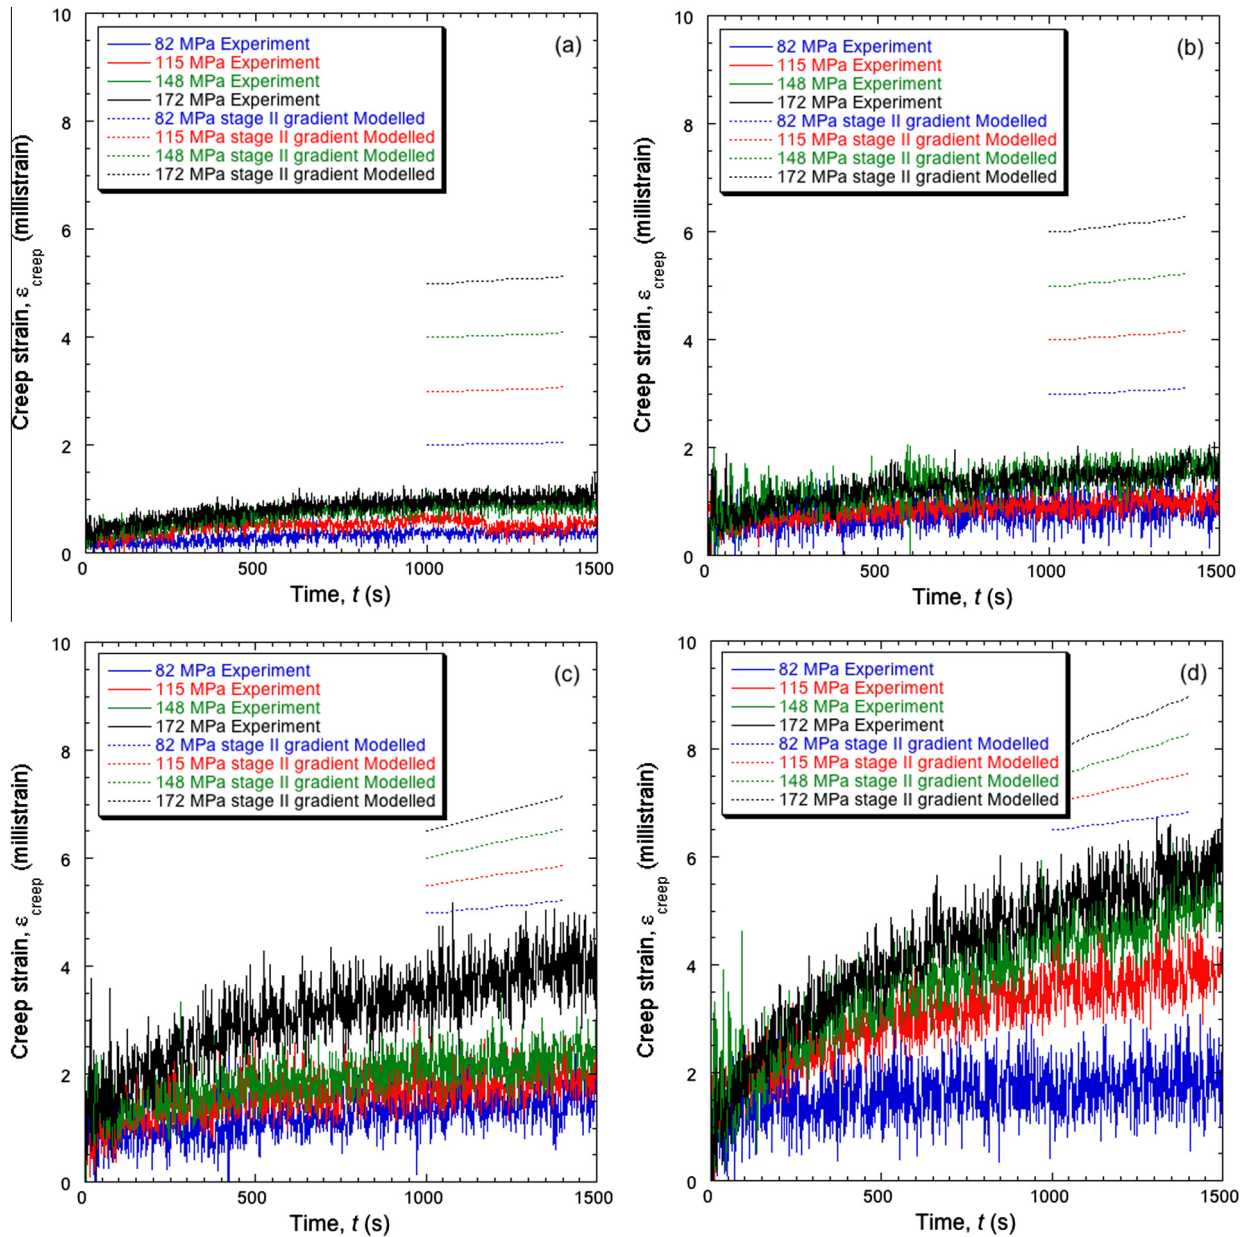 10
8
6
4
2
0
Creep strain, ε creep (millistrain)
82 MPa Experiment
115 MPa Experiment
148 MPa Experiment
172 MPa Experiment
82 MPa stage II gradient Modelled
115 MPa stage II gradient Modelled
148 MPa stage II gradient Modelled
172 MPa stage II gradient Modelled
(a)
0
500
1000
1500
Time, t (s)
10
8
6
4
2
0
Creep strain, ε creep (millistrain)
82 MPa Experiment
115 MPa Experiment
148 MPa Experiment
172 MPa Experiment
82 MPa stage II gradient Modelled
115 MPa stage II gradient Modelled
148 MPa stage II gradient Modelled
172 MPa stage II gradient Modelled
(b)
0
500
1000
1500
Time, t (s)
10
8
6
4
2
0
Creep strain, ε creep (millistrain)
82 MPa Experiment
115 MPa Experiment
148 MPa Experiment
172 MPa Experiment
82 MPa stage II gradient Modelled
115 MPa stage II gradient Modelled
148 MPa stage II gradient Modelled
172 MPa stage II gradient Modelled
(c)
0
500
1000
1500
Time, t (s)
10
8
6
4
2
0
Creep strain, ε creep (millistrain)
82 MPa Experiment
115 MPa Experiment
148 MPa Experiment
172 MPa Experiment
82 MPa stage II gradient Modelled
115 MPa stage II gradient Modelled
148 MPa stage II gradient Modelled
172 MPa stage II gradient Modelled
(d)
0
500
1000
1500
Time, t (s)